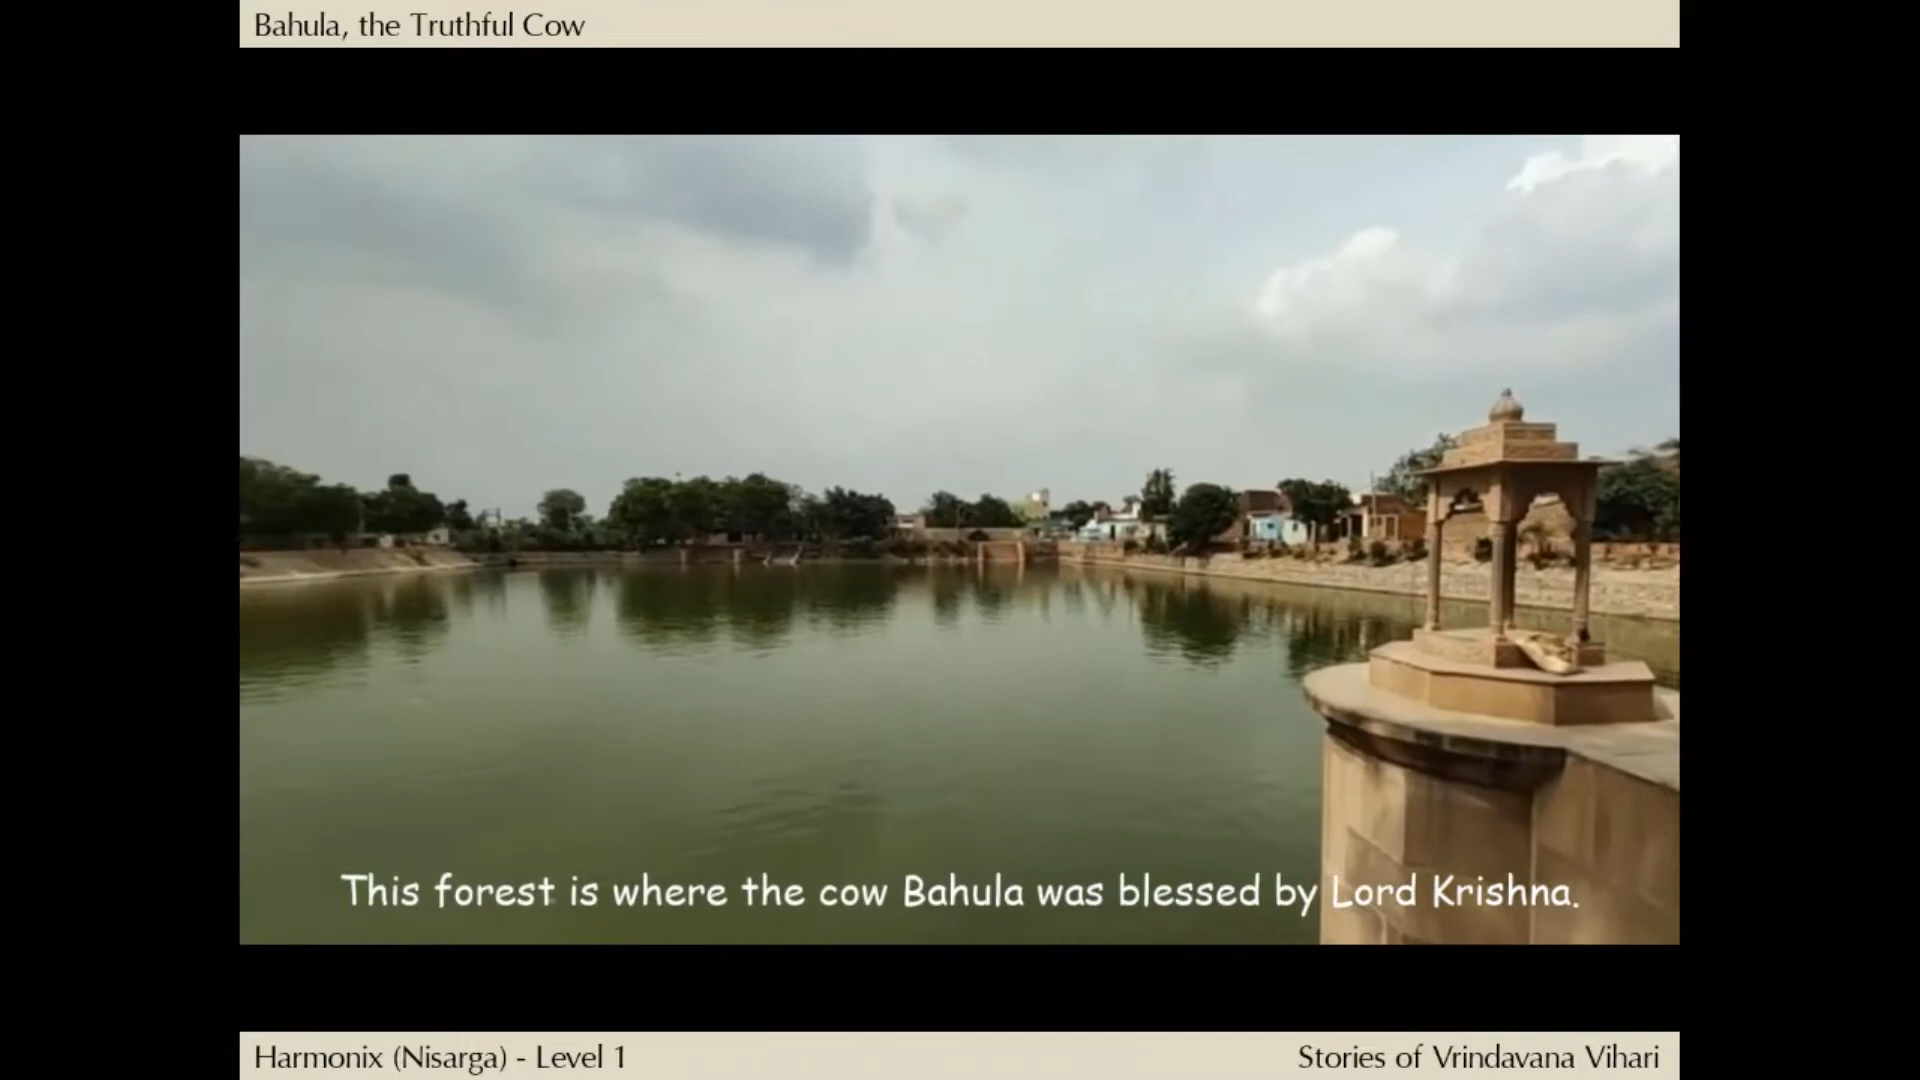 Bahula, the Truthful Cow
This forest is where the cow Bahula was blessed by Lord Krishna.
Harmonix (Nisarga) - Level 1
Stories of Vrindavana Vihari